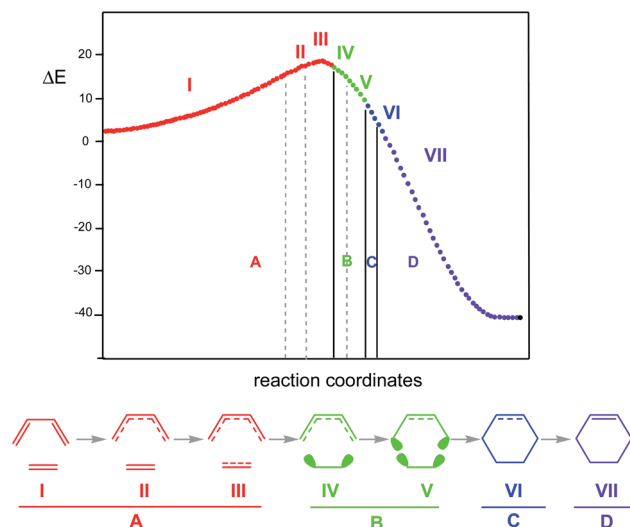 III
20
II
IV
ΔE
I
V
10
VI
0
VII
-10
-20
A
B
C
D
-30
-40
reaction coordinates
I II III IV V VI VII
A B C D